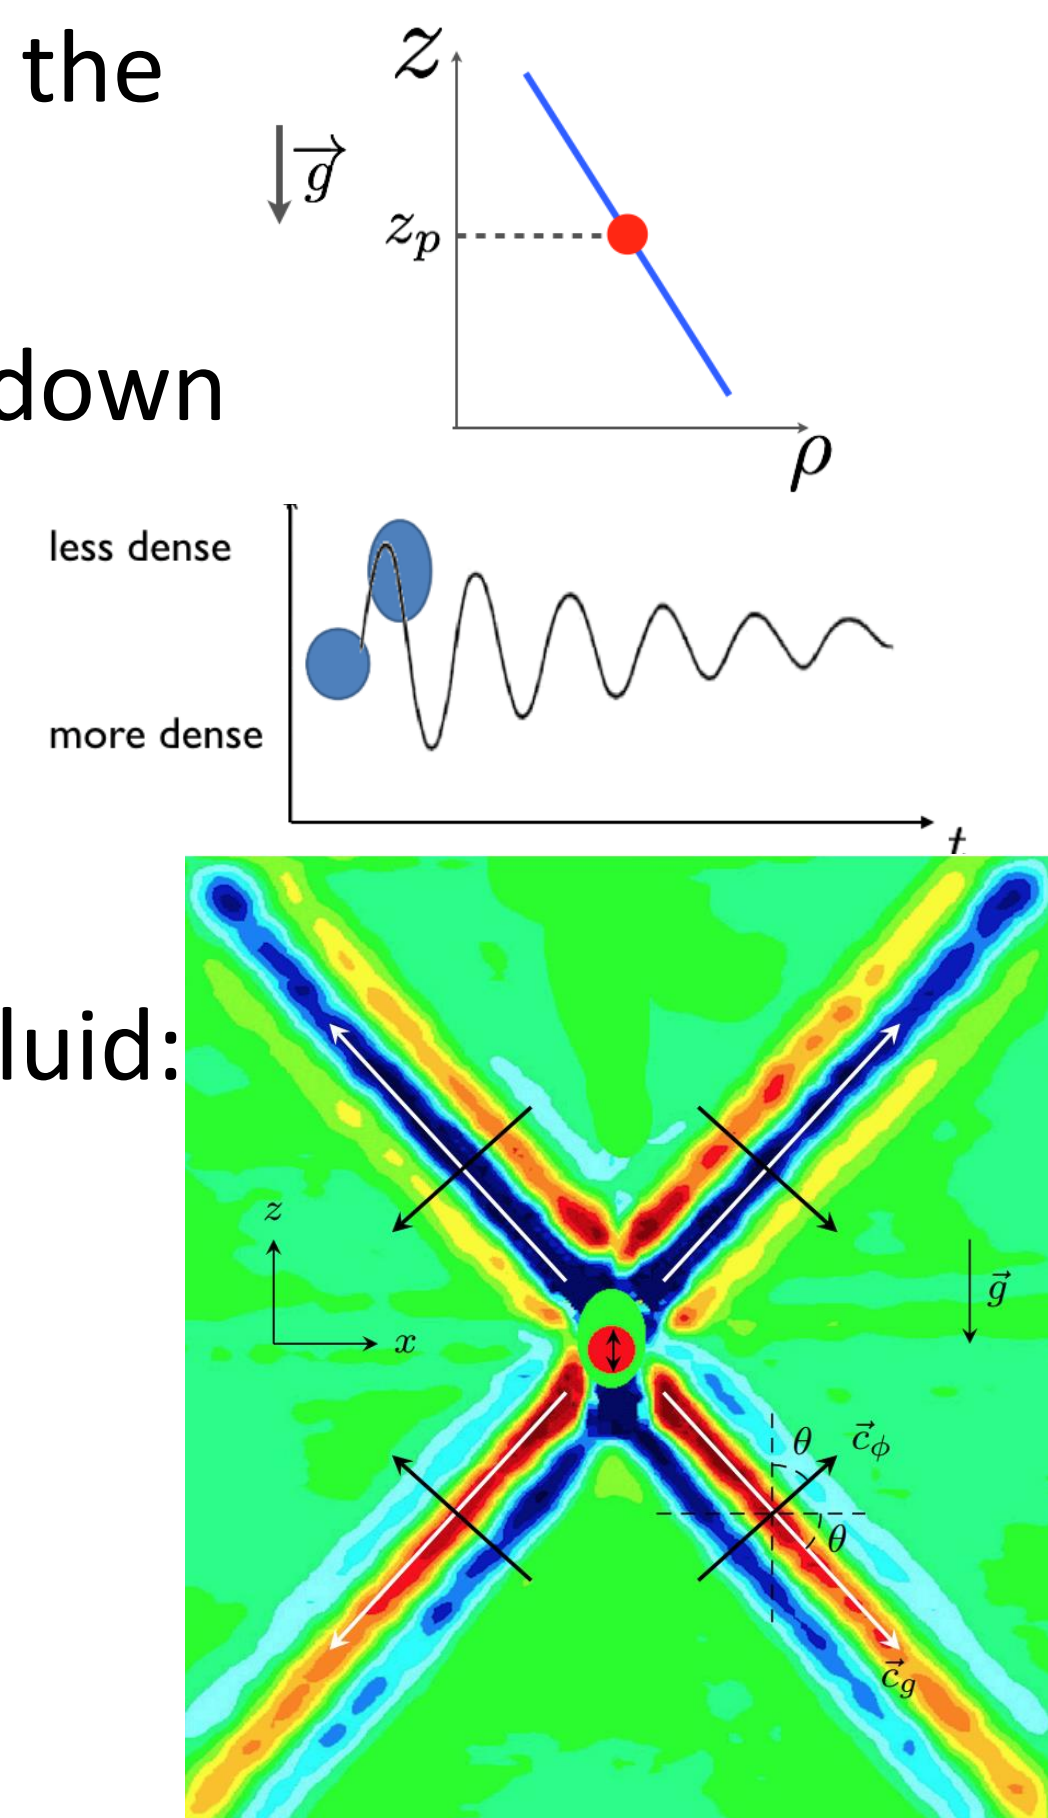 the
z
g
z_p
down
ρ
less dense
more dense
t
luid:
z
x
g
θ
c_ϕ
θ
c_g